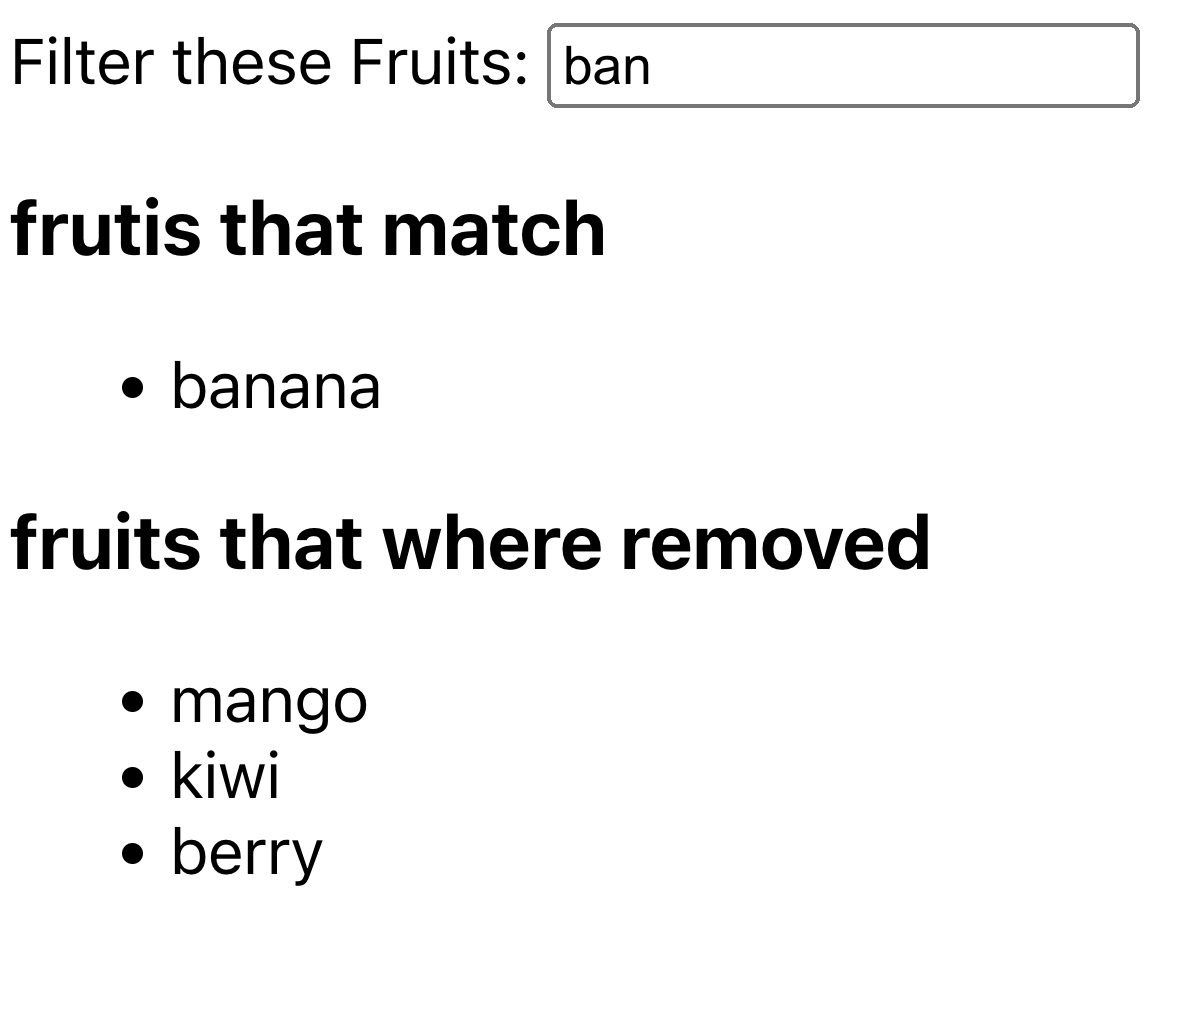 Filter these Fruits: ban
frutis that match
• banana
fruits that where removed
• mango
• kiwi
• berry